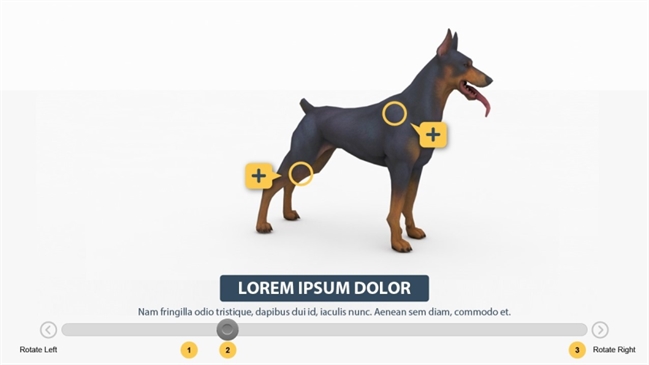 +
+
LOREM IPSUM DOLOR
Nam fringilla odio tristique, dapibus dui id, iaculis nunc. Aenean sem diam, commodo et.
Rotate Left 1 2 3 Rotate Right